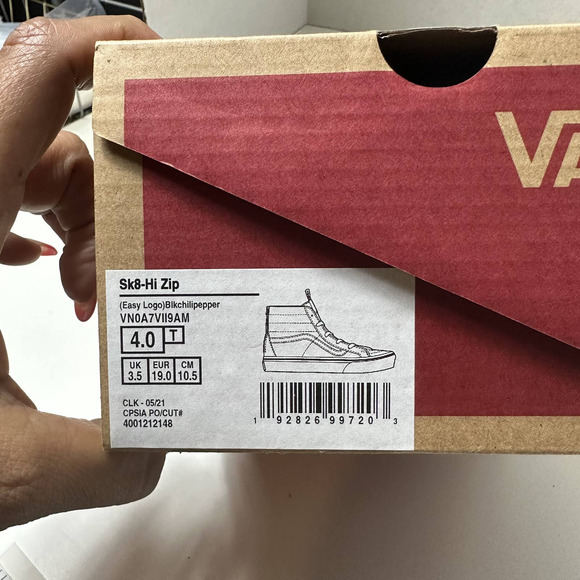 VA
Sk8-Hi Zip
(Easy Logo)Blkchilipepper
VN0A7VII9AM
4.0 T
UK EUR CM
3.5 19.0 10.5
CLK - 05/21
CPSIA PO/CUT#
4001212148
1 92826 99720 3